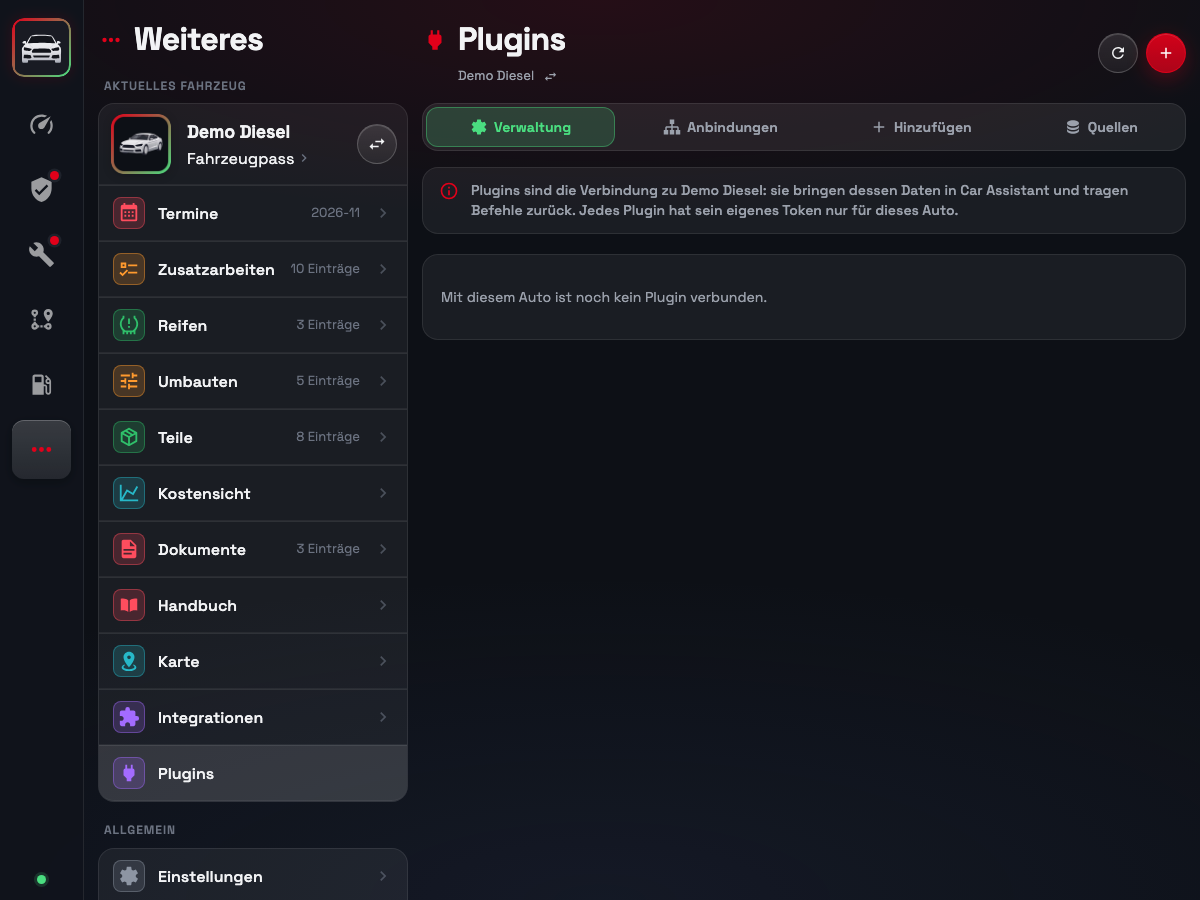 Weiteres
AKTUELLES FAHRZEUG
Demo Diesel
Fahrzeugpass
Termine 2026-11
Zusatzarbeiten 10 Einträge
Reifen 3 Einträge
Umbauten 5 Einträge
Teile 8 Einträge
Kostensicht
Dokumente 3 Einträge
Handbuch
Karte
Integrationen
Plugins
ALLGEMEIN
Einstellungen
Plugins
Demo Diesel
Verwaltung Anbindungen Hinzufügen Quellen
Plugins sind die Verbindung zu Demo Diesel: sie bringen dessen Daten in Car Assistant und tragen
Befehle zurück. Jedes Plugin hat sein eigenes Token nur für dieses Auto.
Mit diesem Auto ist noch kein Plugin verbunden.